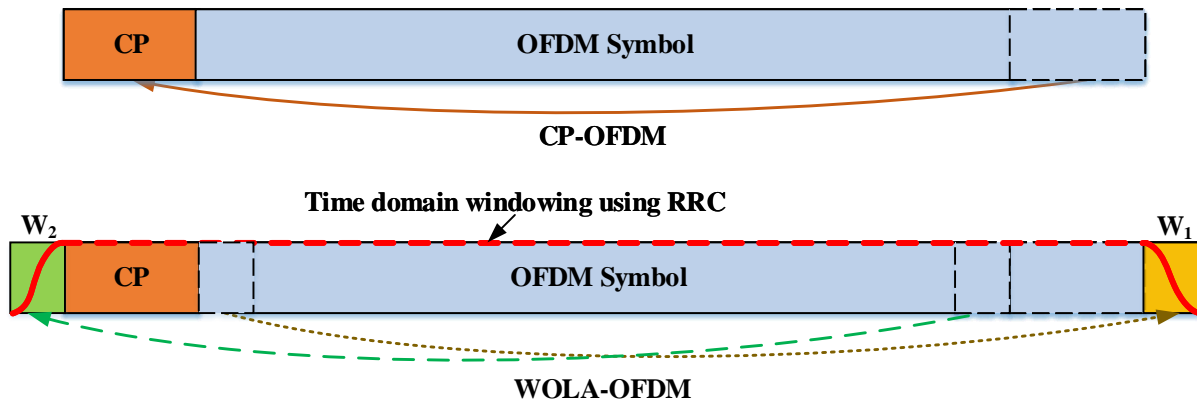 CP
OFDM Symbol
CP-OFDM
Time domain windowing using RRC
W₂
W₁
CP
OFDM Symbol
WOLA-OFDM